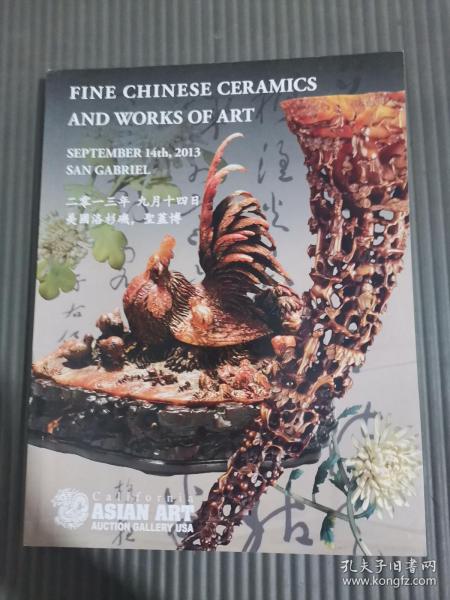 FINE CHINESE CERAMICS
AND WORKS OF ART
SEPTEMBER 14th, 2013
SAN GABRIEL
二零一三年 九月十四日
美國洛杉磯，聖蓋博
California
ASIAN ART
AUCTION GALLERY USA
孔夫子旧书网
www.kongfz.com